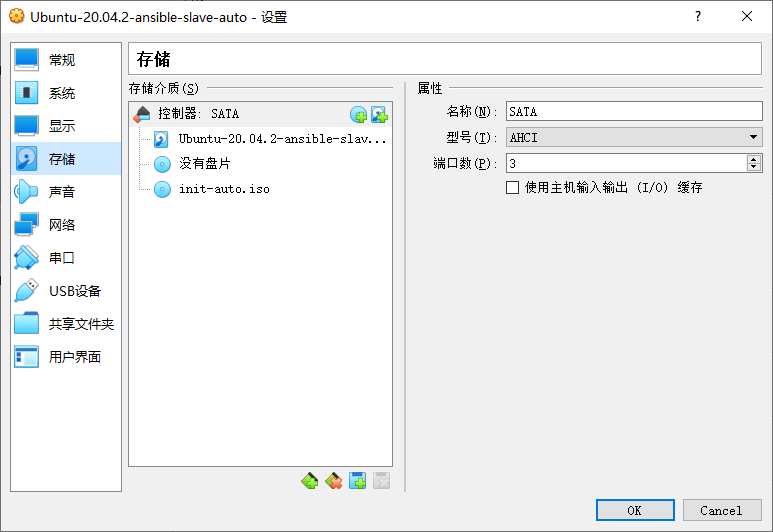 Ubuntu-20.04.2-ansible-slave-auto - 设置
?
常规
系统
显示
存储
声音
网络
串口
USB设备
共享文件夹
用户界面
存储
存储介质(S)
控制器: SATA
Ubuntu-20.04.2-ansible-slav...
没有盘片
init-auto.iso
属性
名称(N): SATA
型号(T): AHCI
端口数(P): 3
使用主机输入输出 (I/O) 缓存
OK Cancel